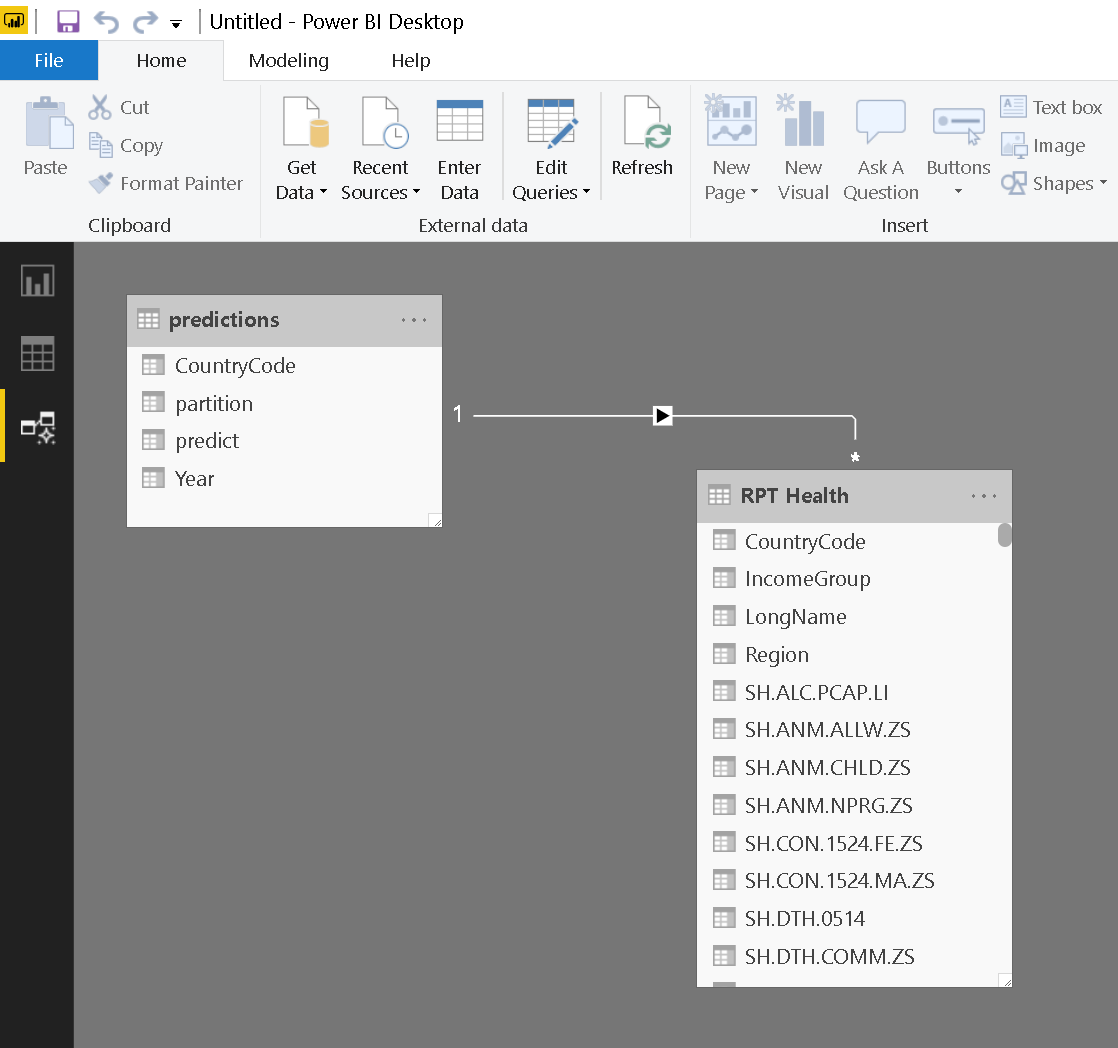 Untitled - Power BI Desktop
File Home Modeling Help
Paste
Cut
Copy
Format Painter
Clipboard
Get Data
Recent Sources
Enter Data
Edit Queries
Refresh
External data
New Page
New Visual
Ask A Question
Buttons
Text box
Image
Shapes
Insert
predictions
CountryCode
partition
predict
Year
1
*
RPT Health
CountryCode
IncomeGroup
LongName
Region
SH.ALC.PCAP.LI
SH.ANM.ALLW.ZS
SH.ANM.CHLD.ZS
SH.ANM.NPRG.ZS
SH.CON.1524.FE.ZS
SH.CON.1524.MA.ZS
SH.DTH.0514
SH.DTH.COMM.ZS